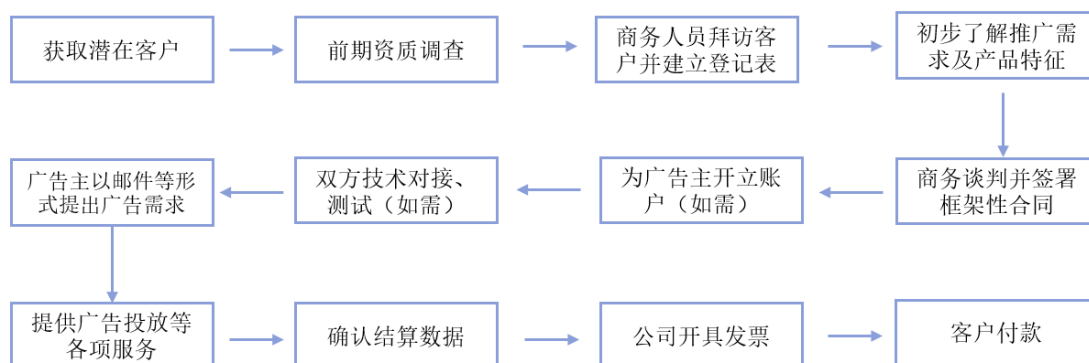 获取潜在客户
前期资质调查
商务人员拜访客
户并建立登记表
初步了解推广需
求及产品特征
商务谈判并签署
框架性合同
为广告主开立账
户（如需）
双方技术对接、
测试（如需）
广告主以邮件等形
式提出广告需求
提供广告投放等
各项服务
确认结算数据
公司开具发票
客户付款